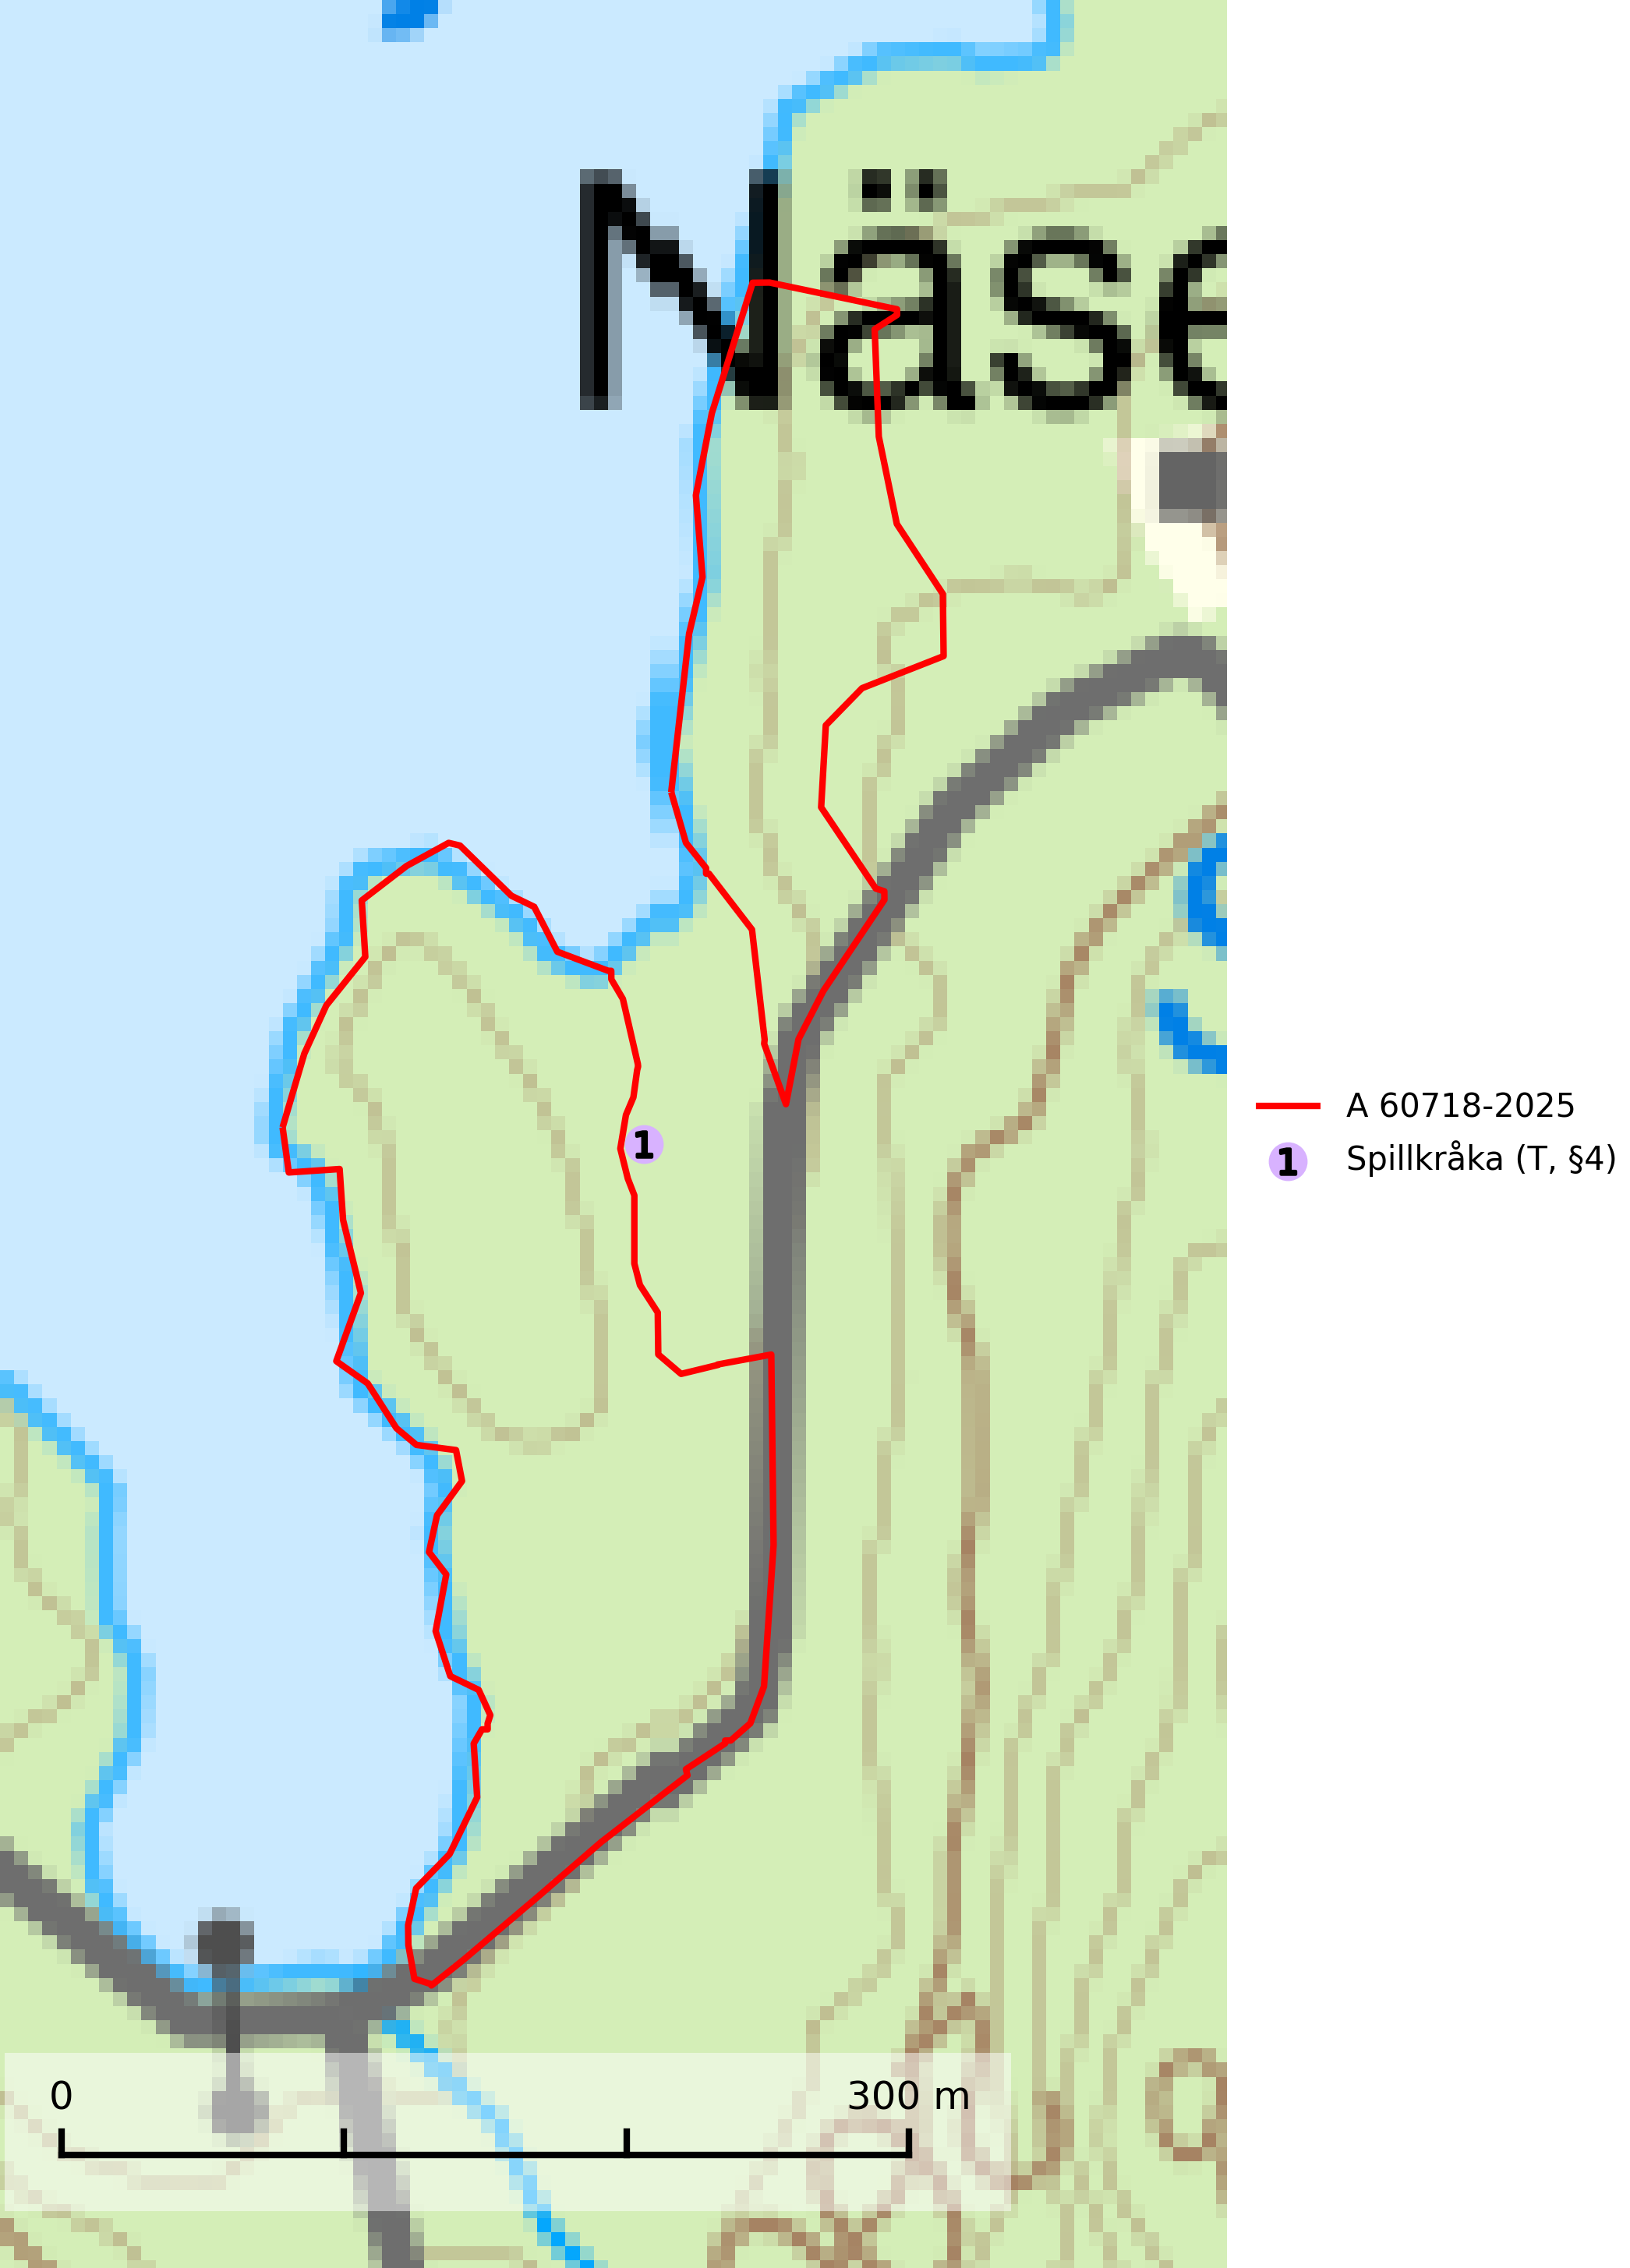 Näse
A 60718-2025
1
1 Spillkråka (T, §4)
0 300 m